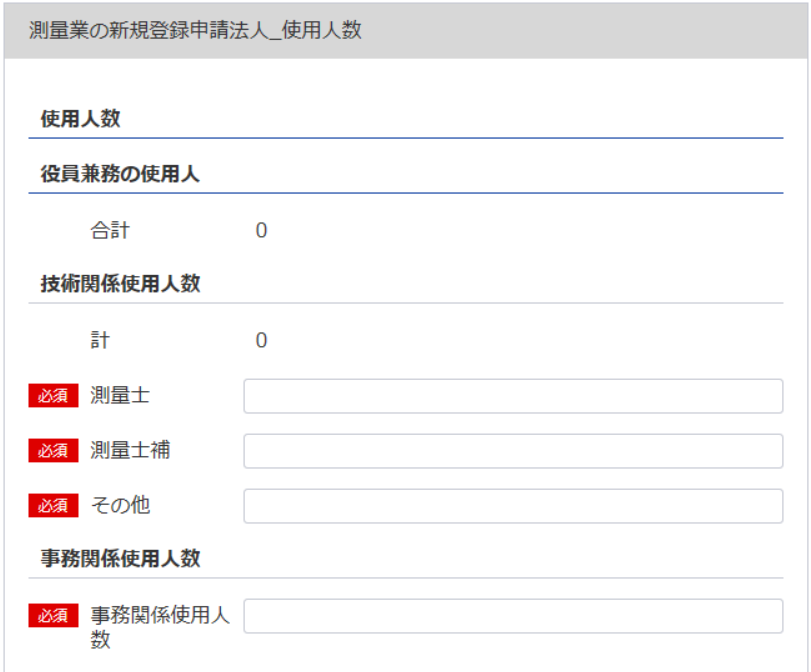 測量業の新規登録申請法人_使用人数
使用人数
役員兼務の使用人
合計 0
技術関係使用人数
計 0
必須 測量士
必須 測量士補
必須 その他
事務関係使用人数
必須 事務関係使用人
数